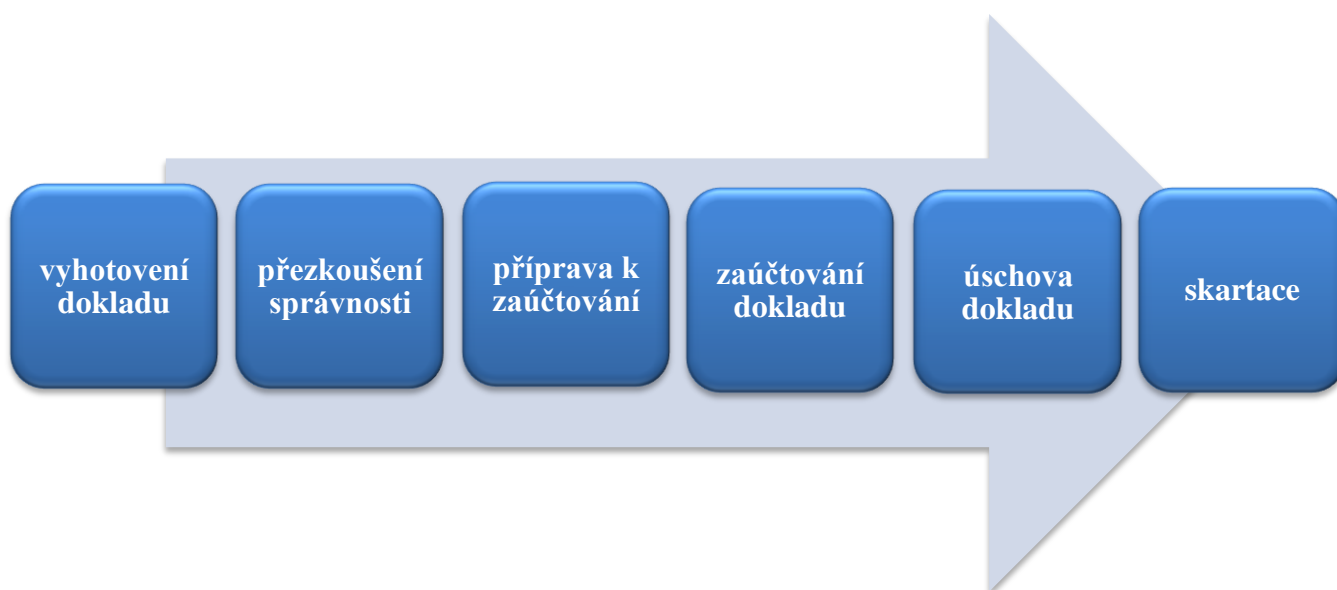 vyhotovení
dokladu
přezkoušení
správnosti
příprava k
zaúčtování
zaúčtování
dokladu
úschova
dokladu
skartace